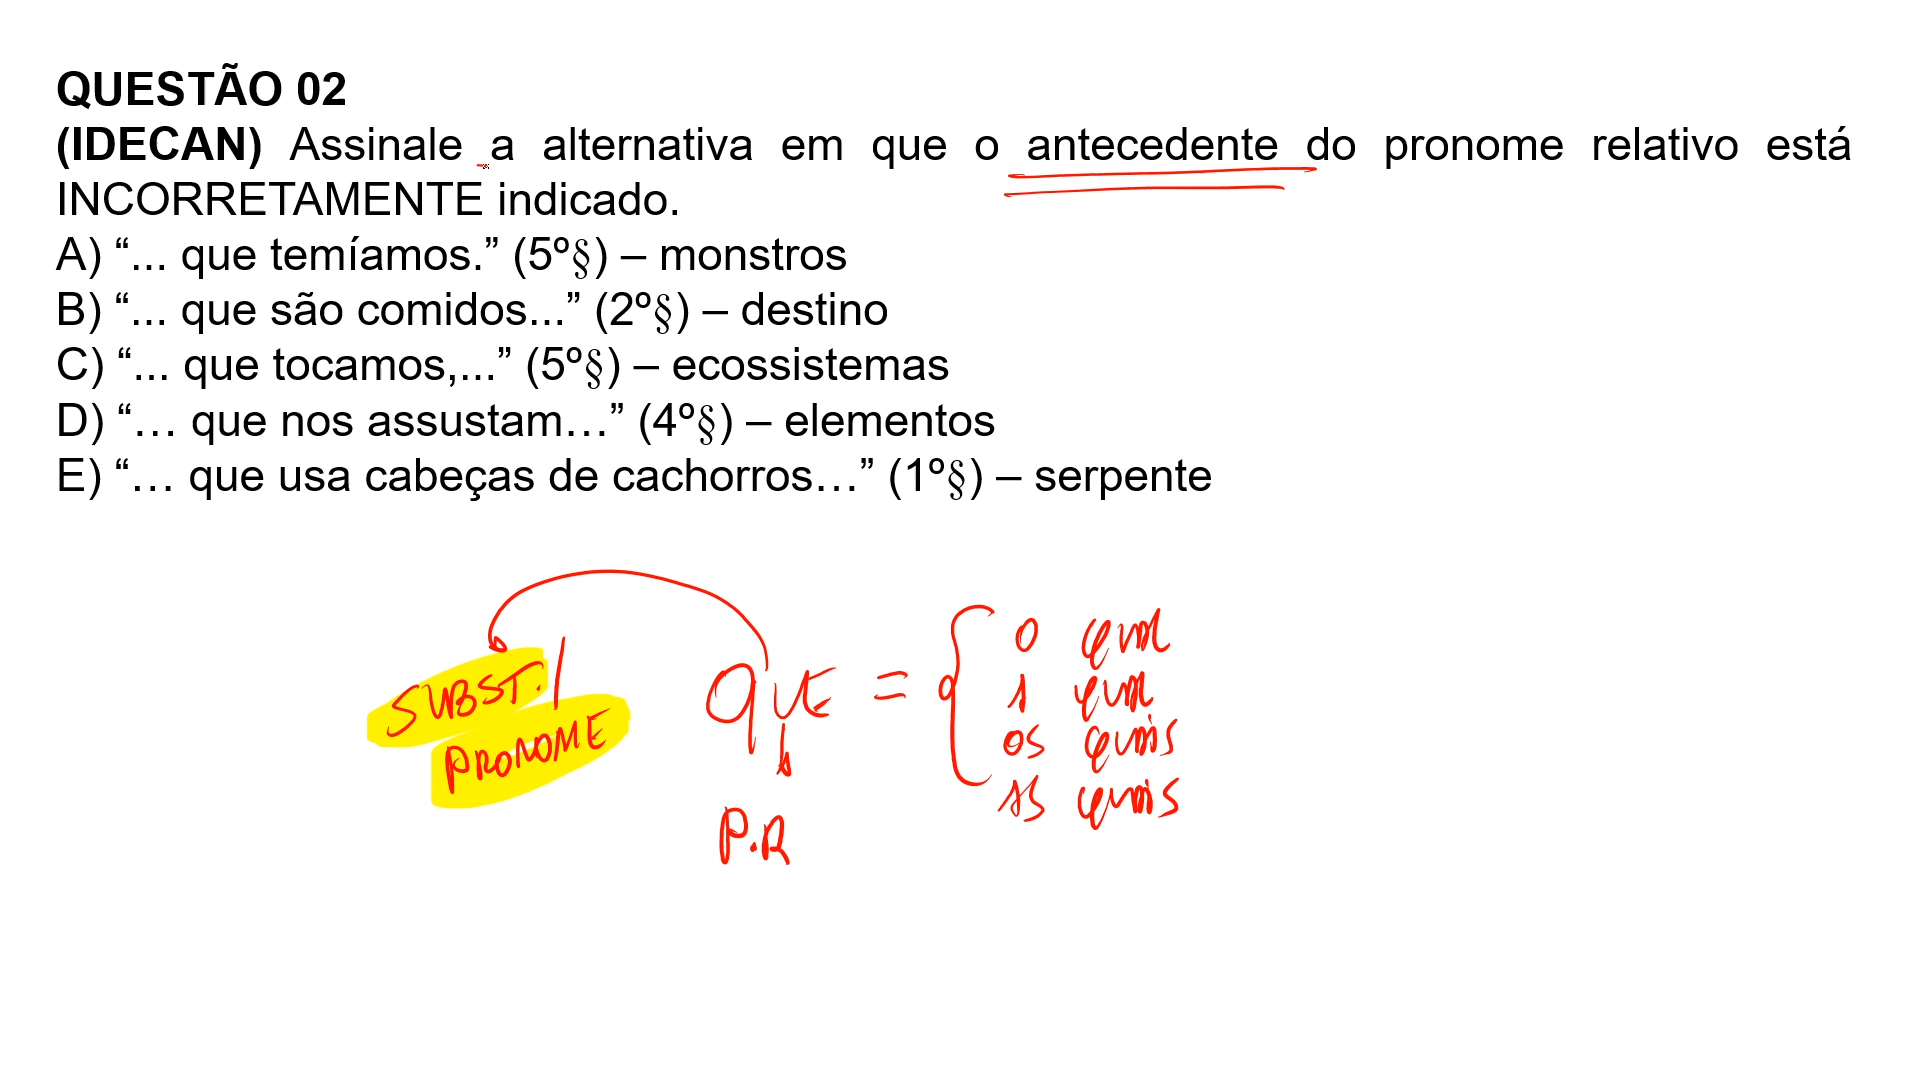 QUESTÃO 02
(IDECAN) Assinale a alternativa em que o antecedente do pronome relativo está
INCORRETAMENTE indicado.
A) “... que temíamos.” (5º§) – monstros
B) “... que são comidos...” (2º§) – destino
C) “... que tocamos,...” (5º§) – ecossistemas
D) “… que nos assustam…” (4º§) – elementos
E) “… que usa cabeças de cachorros…” (1º§) – serpente
SUBST. /
PRONOME
QUE =
o qual
A qual
os quais
As quais
P.R